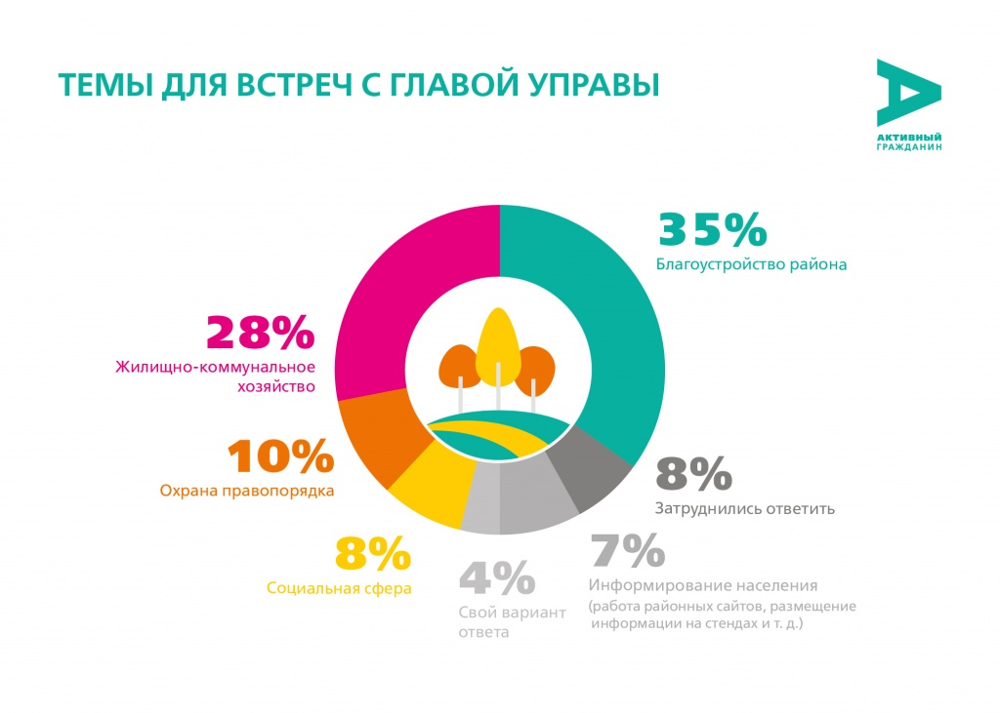 ТЕМЫ ДЛЯ ВСТРЕЧ С ГЛАВОЙ УПРАВЫ
АКТИВНЫЙ
ГРАЖДАНИН
35%
Благоустройство района
28%
Жилищно-коммунальное
хозяйство
10%
Охрана правопорядка
8%
Затруднились ответить
8%
Социальная сфера
4%
Свой вариант
ответа
7%
Информирование населения
(работа районных сайтов, размещение
информации на стендах и т. д.)